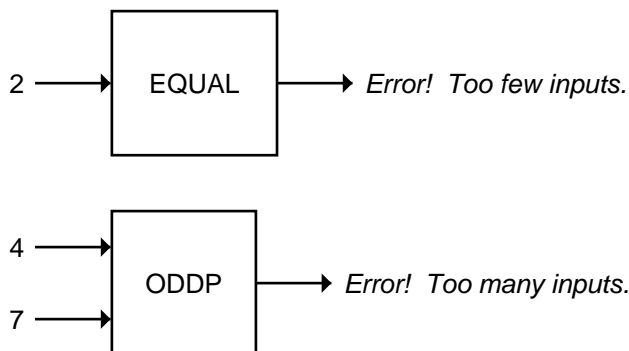 2 EQUAL Error! Too few inputs.
4
ODDP Error! Too many inputs.
7